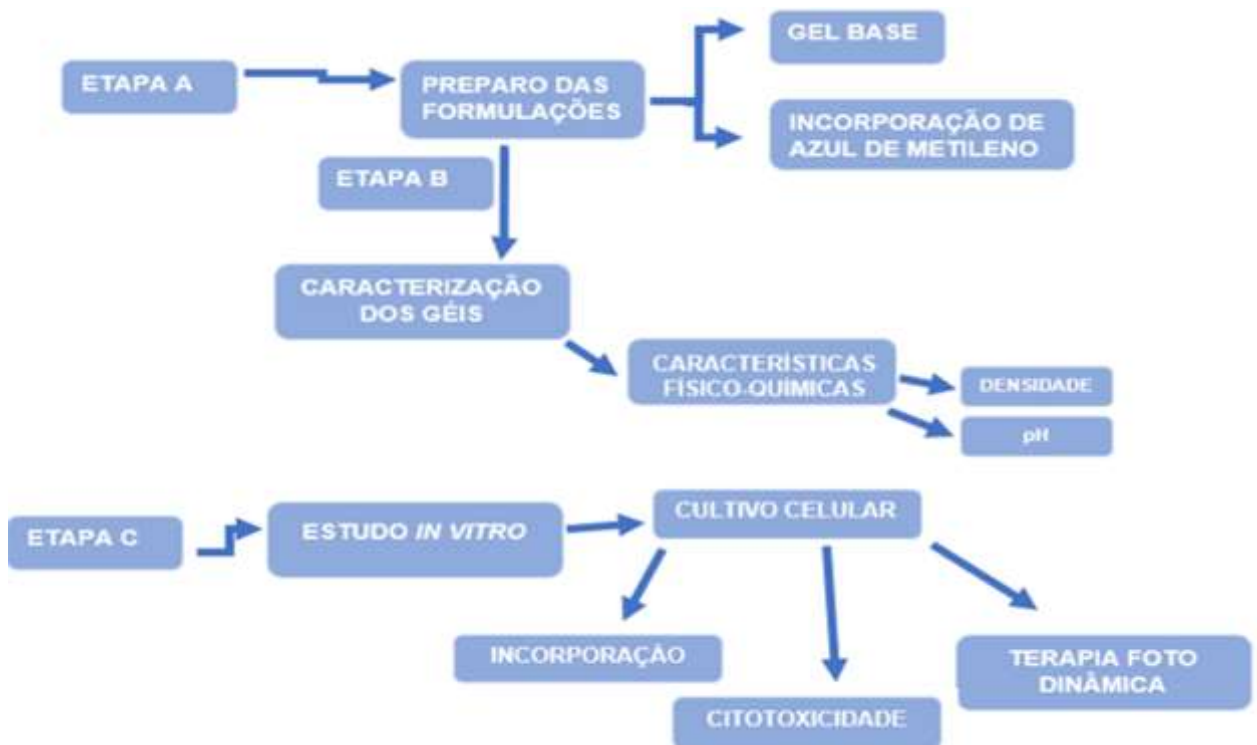 ETAPA A
PREPARO DAS
FORMULAÇÕES
GEL BASE
INCORPORAÇÃO DE
AZUL DE METILENO
ETAPA B
CARACTERIZAÇÃO
DOS GÉIS
CARACTERÍSTICAS
FÍSICO-QUÍMICAS
DENSIDADE
pH
ETAPA C
ESTUDO IN VITRO
CULTIVO CELULAR
INCORPORAÇÃO
CITOTOXICIDADE
TERAPIA FOTO
DINÂMICA